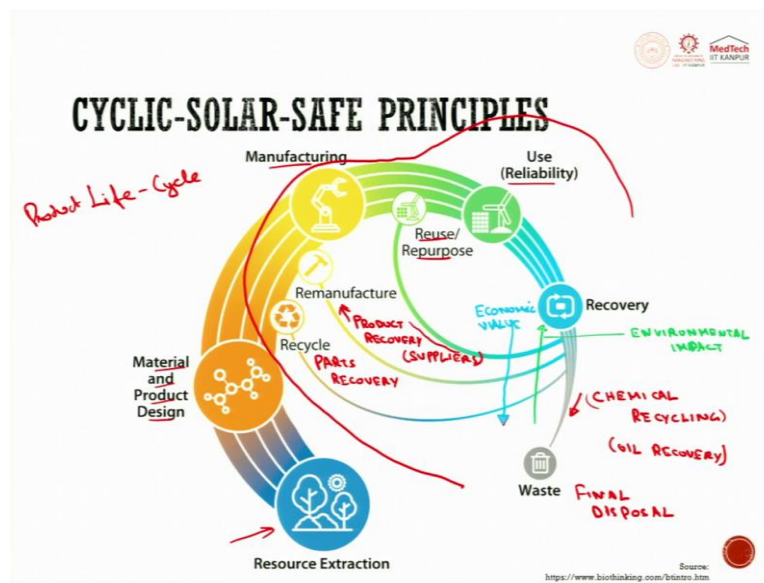 MedTech
IIT KANPUR
CYCLIC-SOLAR-SAFE PRINCIPLES
Manufacturing
Use
(Reliability)
Product Life-Cycle
Reuse/
Repurpose
Remanufacture
ECONOMIC
VALUE
Recovery
PRODUCT
RECOVERY
(SUPPLIERS)
ENVIRONMENTAL
IMPACT
Recycle
PARTS
RECOVERY
Material
and
Product
Design
(CHEMICAL
RECYCLING)
(OIL RECOVERY)
Waste
FINAL
DISPOSAL
Resource Extraction
Source:
https://www.biothinking.com/btintro.htm